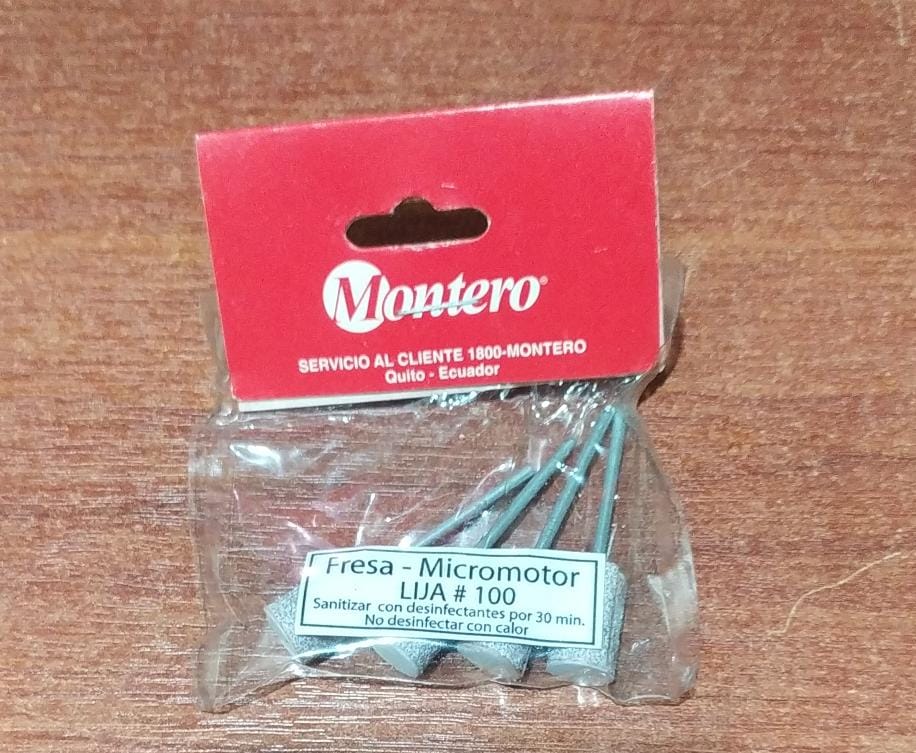 Montero®
SERVICIO AL CLIENTE 1800-MONTERO
Quito - Ecuador
Fresa - Micromotor
LIJA # 100
Sanitizar con desinfectantes por 30 min.
No desinfectar con calor